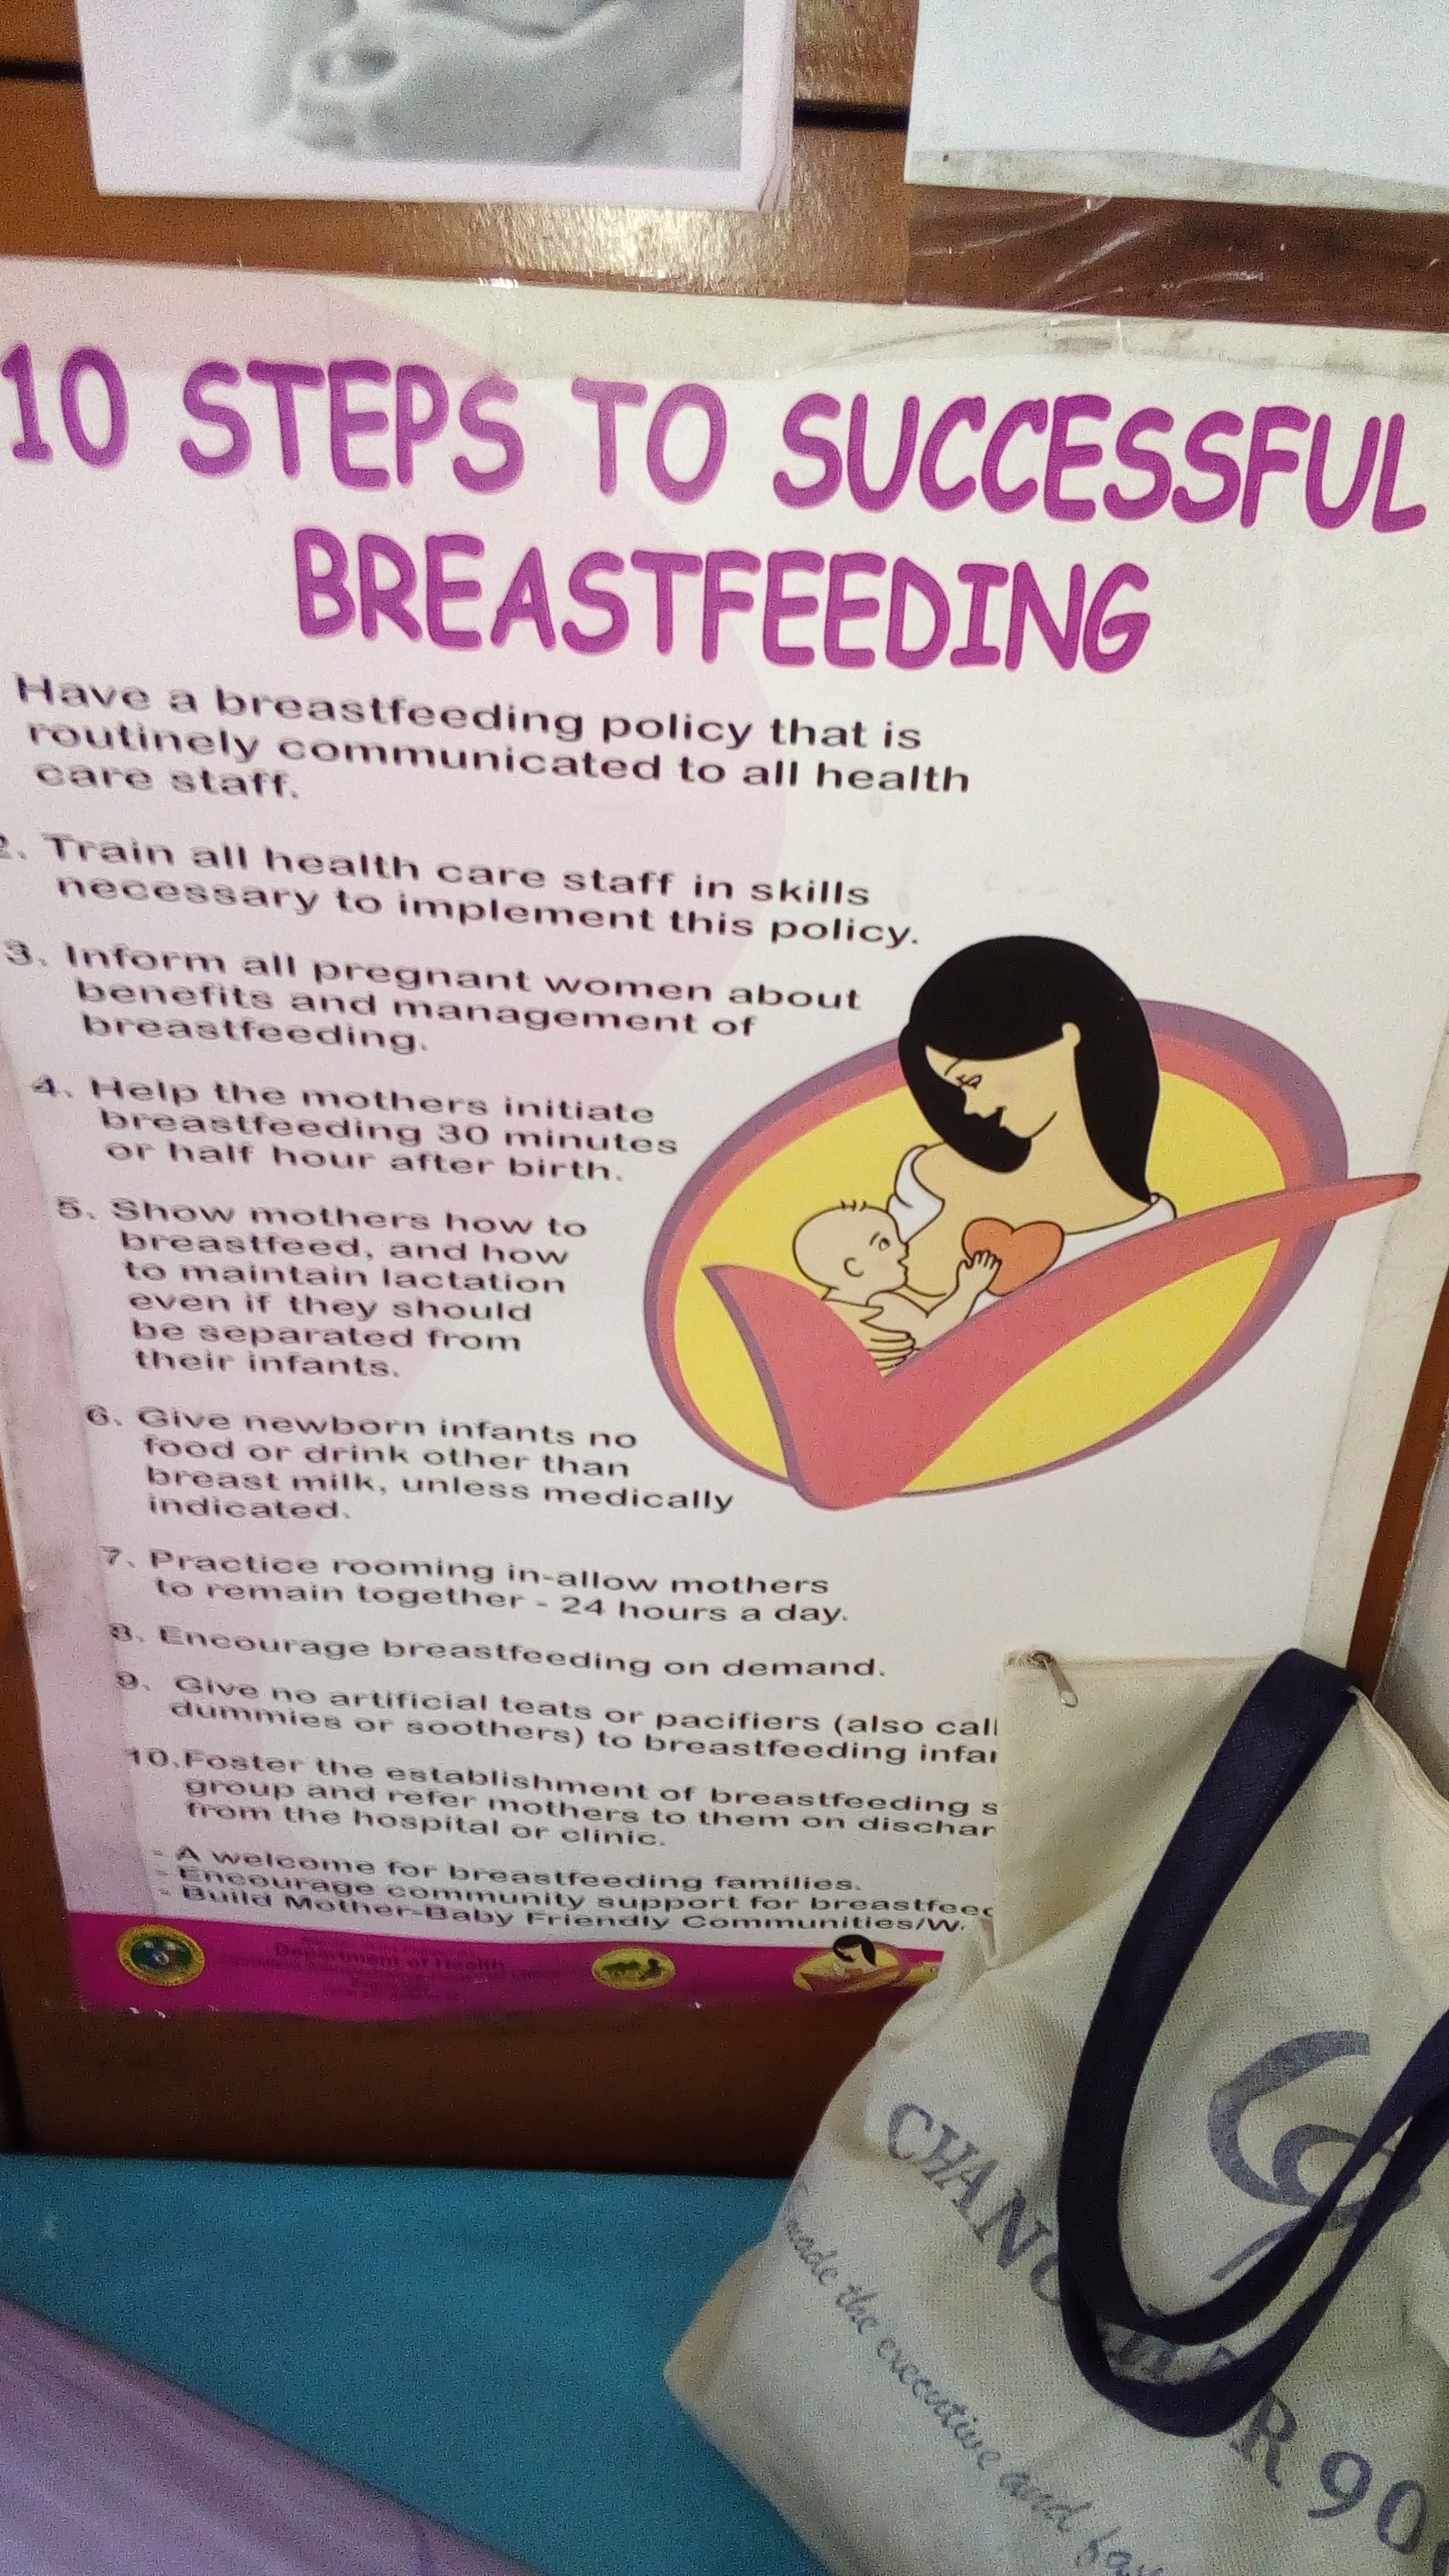 10 STEPS TO SUCCESSFUL
BREASTFEEDING
Have a breastfeeding policy that is
routinely communicated to all health
care staff.
2. Train all health care staff in skills
necessary to implement this policy.
3. Inform all pregnant women about
benefits and management of
breastfeeding.
4. Help the mothers initiate
breastfeeding 30 minutes
or half hour after birth.
5. Show mothers how to
breastfeed, and how
to maintain lactation
even if they should
be separated from
their infants.
6. Give newborn infants no
food or drink other than
breast milk, unless medically
indicated.
7. Practice rooming in-allow mothers
to remain together - 24 hours a day.
8. Encourage breastfeeding on demand.
9. Give no artificial teats or pacifiers (also call
dummies or soothers) to breastfeeding infan
10. Foster the establishment of breastfeeding s
group and refer mothers to them on dischar
from the hospital or clinic.
- A welcome for breastfeeding families.
- Encourage community support for breastfeed
- Build Mother-Baby Friendly Communities/W
Department of Health
made the executive and